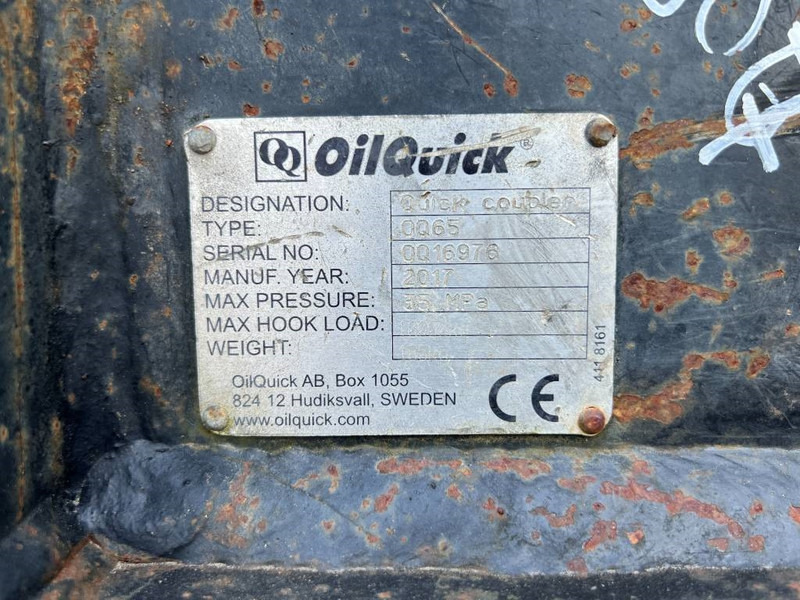 OQ OilQuick®
DESIGNATION: Quick coupler
TYPE: OQ65
SERIAL NO: OQ16976
MANUF. YEAR: 2017
MAX PRESSURE: 35 MPa
MAX HOOK LOAD:
WEIGHT:
OilQuick AB, Box 1055
824 12 Hudiksvall, SWEDEN
www.oilquick.com
CE
411 8161